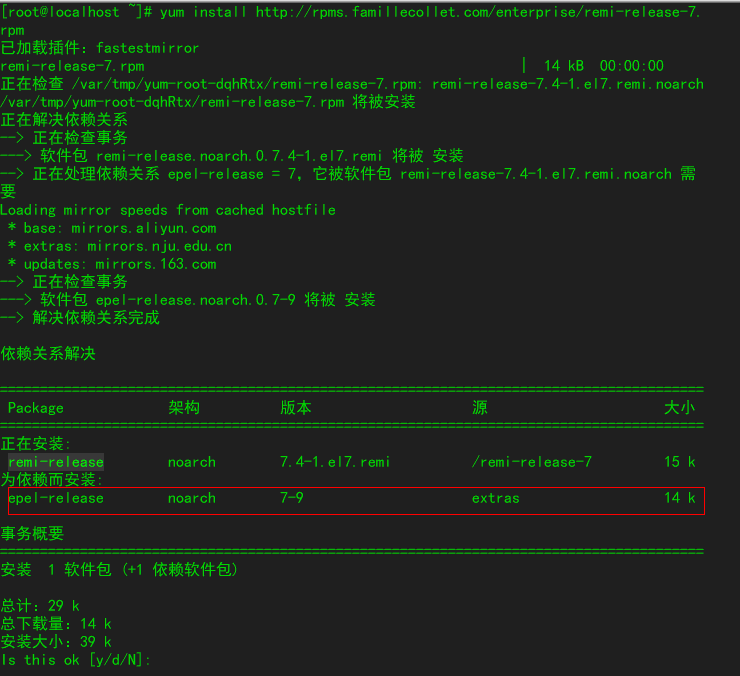 [root@localhost ~]# yum install http://rpms.famillecollet.com/enterprise/remi-release-7.
rpm
已加载插件：fastestmirror
remi-release-7.rpm | 14 kB 00:00:00
正在检查 /var/tmp/yum-root-dqhRtx/remi-release-7.rpm: remi-release-7.4-1.el7.remi.noarch
/var/tmp/yum-root-dqhRtx/remi-release-7.rpm 将被安装
正在解决依赖关系
--> 正在检查事务
---> 软件包 remi-release.noarch.0.7.4-1.el7.remi 将被 安装
--> 正在处理依赖关系 epel-release = 7，它被软件包 remi-release-7.4-1.el7.remi.noarch 需
要
Loading mirror speeds from cached hostfile
 * base: mirrors.aliyun.com
 * extras: mirrors.nju.edu.cn
 * updates: mirrors.163.com
--> 正在检查事务
---> 软件包 epel-release.noarch.0.7-9 将被 安装
--> 解决依赖关系完成
依赖关系解决
================================================================================
Package 架构 版本 源 大小
================================================================================
正在安装:
remi-release noarch 7.4-1.el7.remi /remi-release-7 15 k
为依赖而安装:
epel-release noarch 7-9 extras 14 k
事务概要
================================================================================
安装 1 软件包 (+1 依赖软件包)
总计：29 k
总下载量：14 k
安装大小：39 k
Is this ok [y/d/N]: